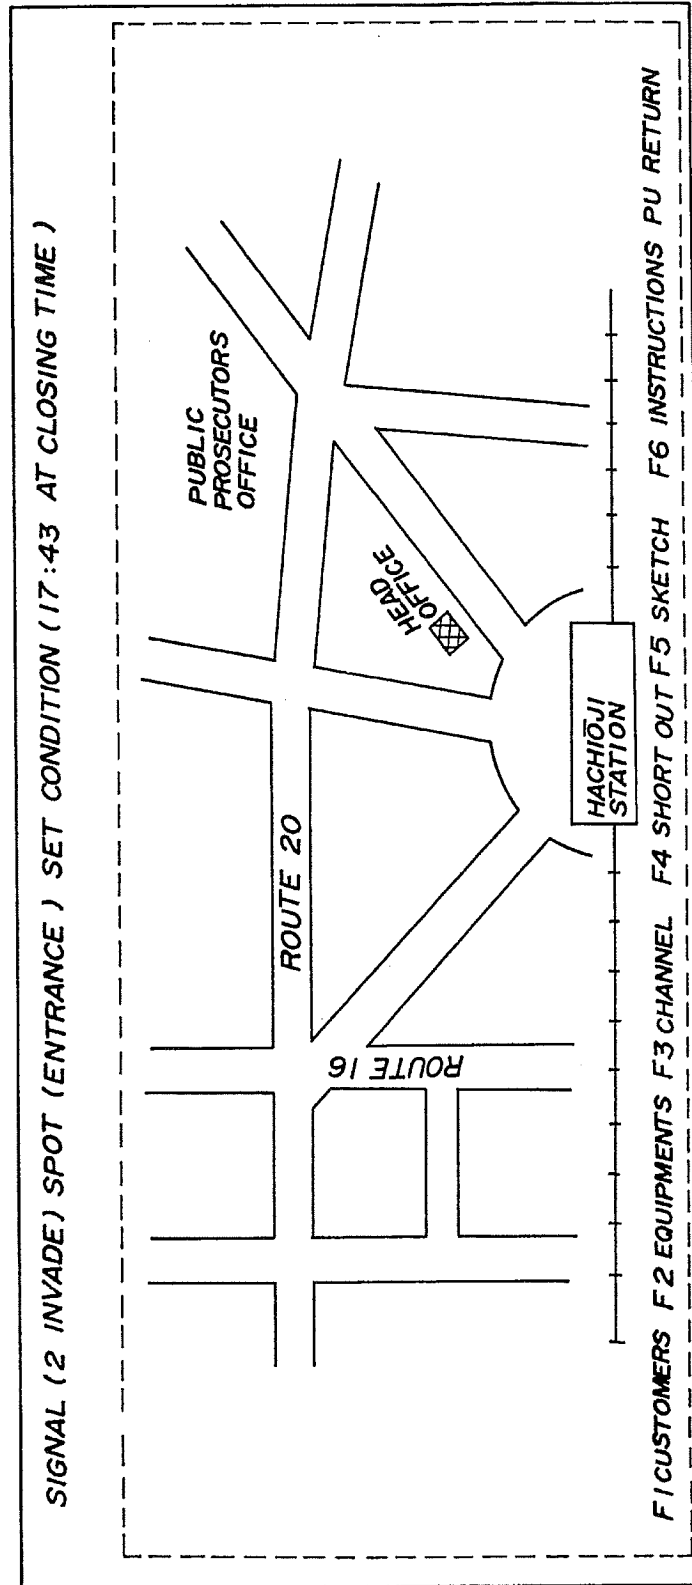 SIGNAL (2 INVADE) SPOT (ENTRANCE) SET CONDITION (17:43 AT CLOSING TIME)
PUBLIC
PROSECUTORS
OFFICE
HEAD
OFFICE
ROUTE 20
ROUTE 16
HACHIŌJI
STATION
F1 CUSTOMERS F2 EQUIPMENTS F3 CHANNEL F4 SHORT OUT F5 SKETCH F6 INSTRUCTIONS PU RETURN